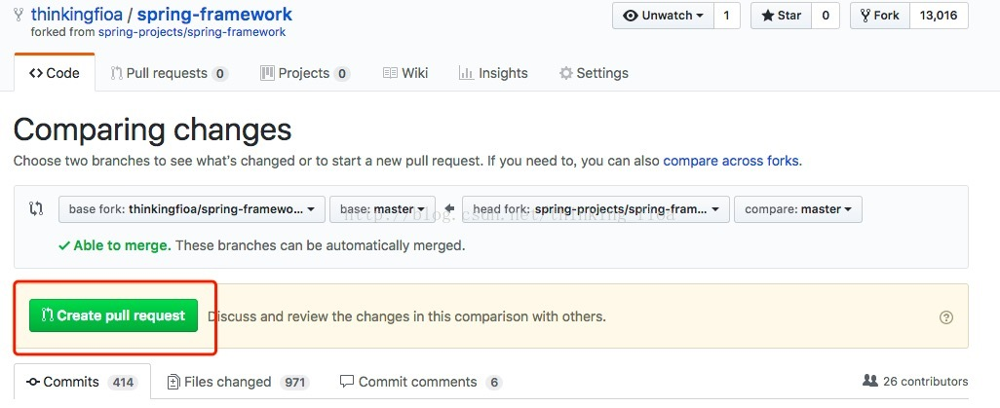 thinkingfioa / spring-framework
forked from spring-projects/spring-framework
Unwatch 1 Star 0 Fork 13,016
Code Pull requests 0 Projects 0 Wiki Insights Settings
Comparing changes
Choose two branches to see what's changed or to start a new pull request. If you need to, you can also compare across forks.
base fork: thinkingfioa/spring-framewo... base: master head fork: spring-projects/spring-fram... compare: master
http://blog.csdn.net/thinking_fioa
Able to merge. These branches can be automatically merged.
Create pull request Discuss and review the changes in this comparison with others.
Commits 414 Files changed 971 Commit comments 6 26 contributors